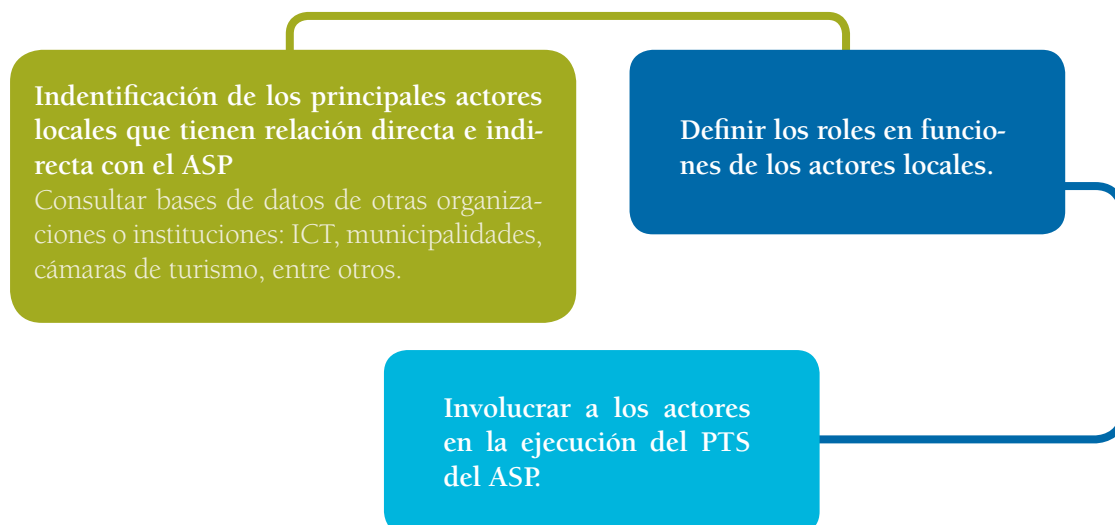 Indentificación de los principales actores
locales que tienen relación directa e indi-
recta con el ASP
Consultar bases de datos de otras organiza-
ciones o instituciones: ICT, municipalidades,
cámaras de turismo, entre otros.
Definir los roles en funcio-
nes de los actores locales.
Involucrar a los actores
en la ejecución del PTS
del ASP.